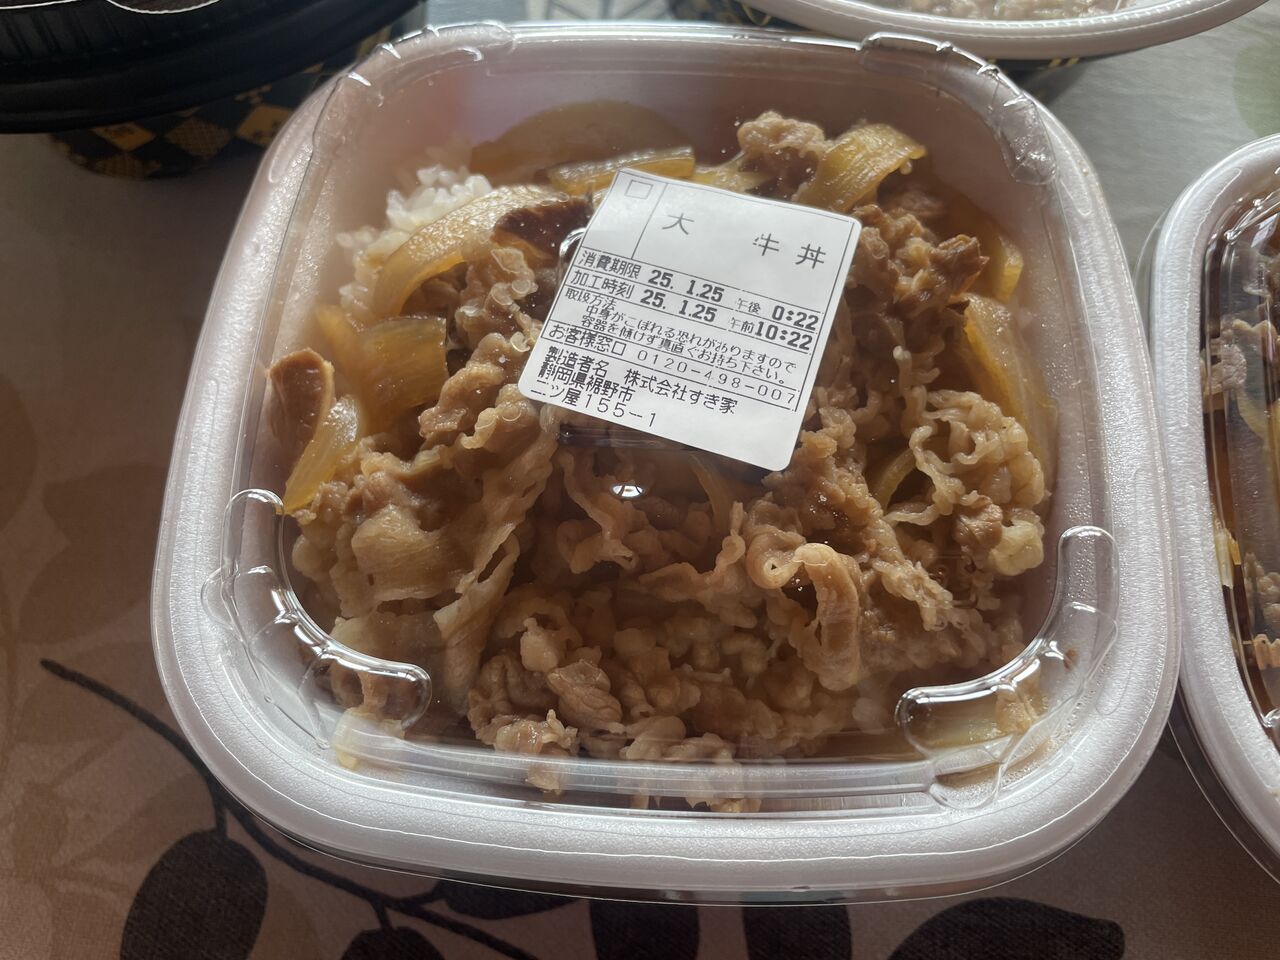 大 牛丼
消費期限 25. 1.25 午後 0:22
加工時刻 25. 1.25 午前10:22
取扱方法
中身がこぼれる恐れがありますので
容器を傾けず真直ぐお持ち下さい。
お客様窓口 0120-498-007
製造者名 株式会社すき家
静岡県裾野市
二ツ屋155-1